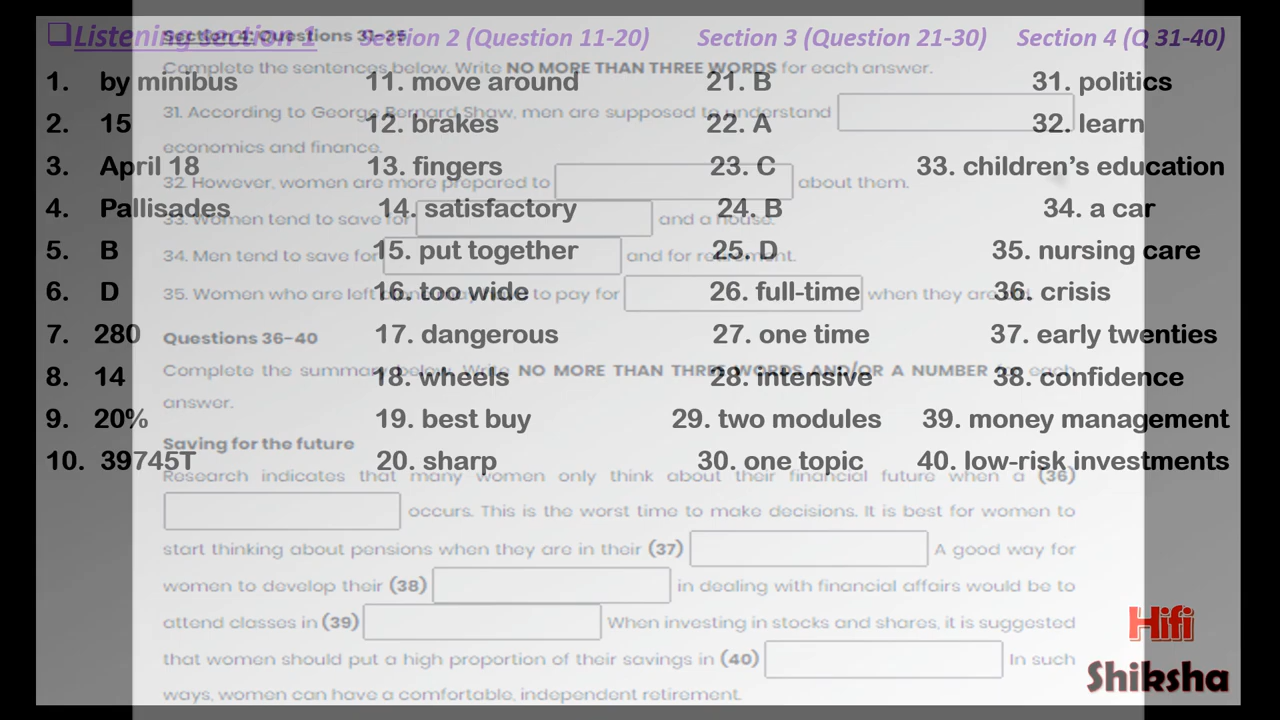 ❑Listening section 1 Section 2 (Question 11-20) Section 3 (Question 21-30) Section 4 (Q 31-40)
1. by minibus 11. move around 21. B 31. politics
2. 15 12. brakes 22. A 32. learn
3. April 18 13. fingers 23. C 33. children's education
4. Pallisades 14. satisfactory 24. B 34. a car
5. B 15. put together 25. D 35. nursing care
6. D 16. too wide 26. full-time 36. crisis
7. 280 17. dangerous 27. one time 37. early twenties
8. 14 18. wheels 28. intensive 38. confidence
9. 20% 19. best buy 29. two modules 39. money management
10. 39745T 20. sharp 30. one topic 40. low-risk investments
Section 4: Questions 31-35
Complete the sentences below. Write NO MORE THAN THREE WORDS for each answer.
31. According to George Bernard Shaw, men are supposed to understand
economics and finance.
32. However, women are more prepared to about them.
33. Women tend to save for and a house.
34. Men tend to save for and for retirement.
35. Women who are left to pay for when they are
Questions 36-40
Complete the summary below. Write NO MORE THAN THREE WORDS AND/OR A NUMBER for each
answer.
Saving for the future
Research indicates that many women only think about their financial future when a (36)
occurs. This is the worst time to make decisions. It is best for women to
start thinking about pensions when they are in their (37) A good way for
women to develop their (38) in dealing with financial affairs would be to
attend classes in (39) When investing in stocks and shares, it is suggested
that women should put a high proportion of their savings in (40) In such
ways, women can have a comfortable, independent retirement.
Hifi
Shiksha